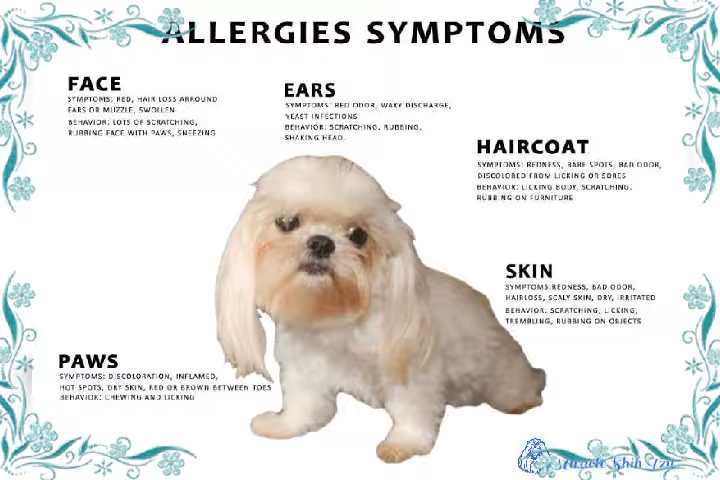 ALLERGIES SYMPTOMS
FACE
SYMPTOMS: RED, HAIR LOSS ARROUND
EARS OR MUZZLE, SWOLLEN
BEHAVIOR: LOTS OF SCRATCHING,
RUBBING FACE WITH PAWS, SNEEZING
EARS
SYMPTOMS: RED ODOR, WAXY DISCHARGE,
YEAST INFECTIONS
BEHAVIOR: SCRATCHING, RUBBING,
SHAKING HEAD.
HAIRCOAT
SYMPTOMS: REDNESS, BARE SPOTS, BAD ODOR,
DISCOLORED FROM LICKING OR SORES
BEHAVIOR: LICKING BODY, SCRATCHING,
RUBBING ON FURNITURE
SKIN
SYMPTOMS:REDNESS, BAD ODOR,
HAIRLOSS, SCALY SKIN, DRY, IRRITATED
BEHAVIOR: SCRATCHING, LICKING,
TREMBLING, RUBBING ON OBJECTS
PAWS
SYMPTOMS: DISCOLORATION, INFLAMED,
HOT SPOTS, DRY SKIN, RED OR BROWN BETWEEN TOES
BEHAVIOR: CHEWING AND LICKING
Miracle Shih Tzu